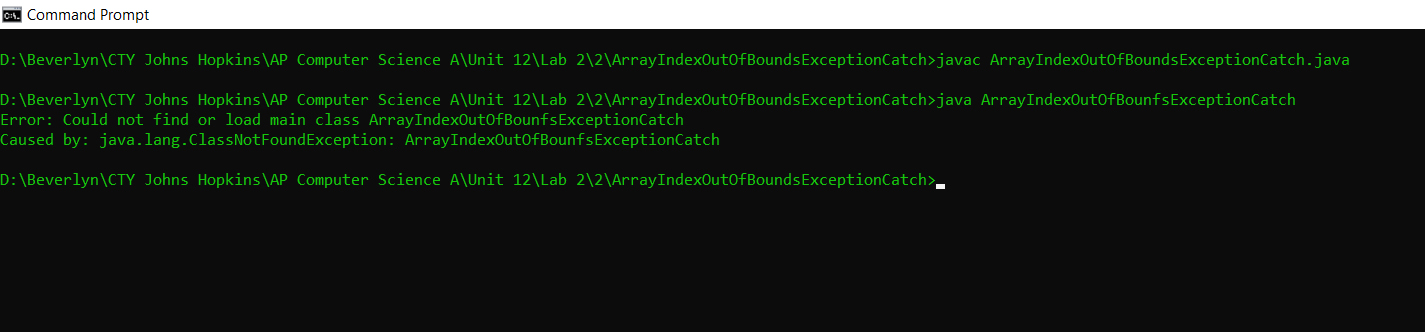 Command Prompt
D:\Beverlyn\CTY Johns Hopkins\AP Computer Science A\Unit 12\Lab 2\2\ArrayIndexOutOfBoundsExceptionCatch>javac ArrayIndexOutOfBoundsExceptionCatch.java
D:\Beverlyn\CTY Johns Hopkins\AP Computer Science A\Unit 12\Lab 2\2\ArrayIndexOutOfBoundsExceptionCatch>java ArrayIndexOutOfBounfsExceptionCatch
Error: Could not find or load main class ArrayIndexOutOfBounfsExceptionCatch
Caused by: java.lang.ClassNotFoundException: ArrayIndexOutOfBounfsExceptionCatch
D:\Beverlyn\CTY Johns Hopkins\AP Computer Science A\Unit 12\Lab 2\2\ArrayIndexOutOfBoundsExceptionCatch>